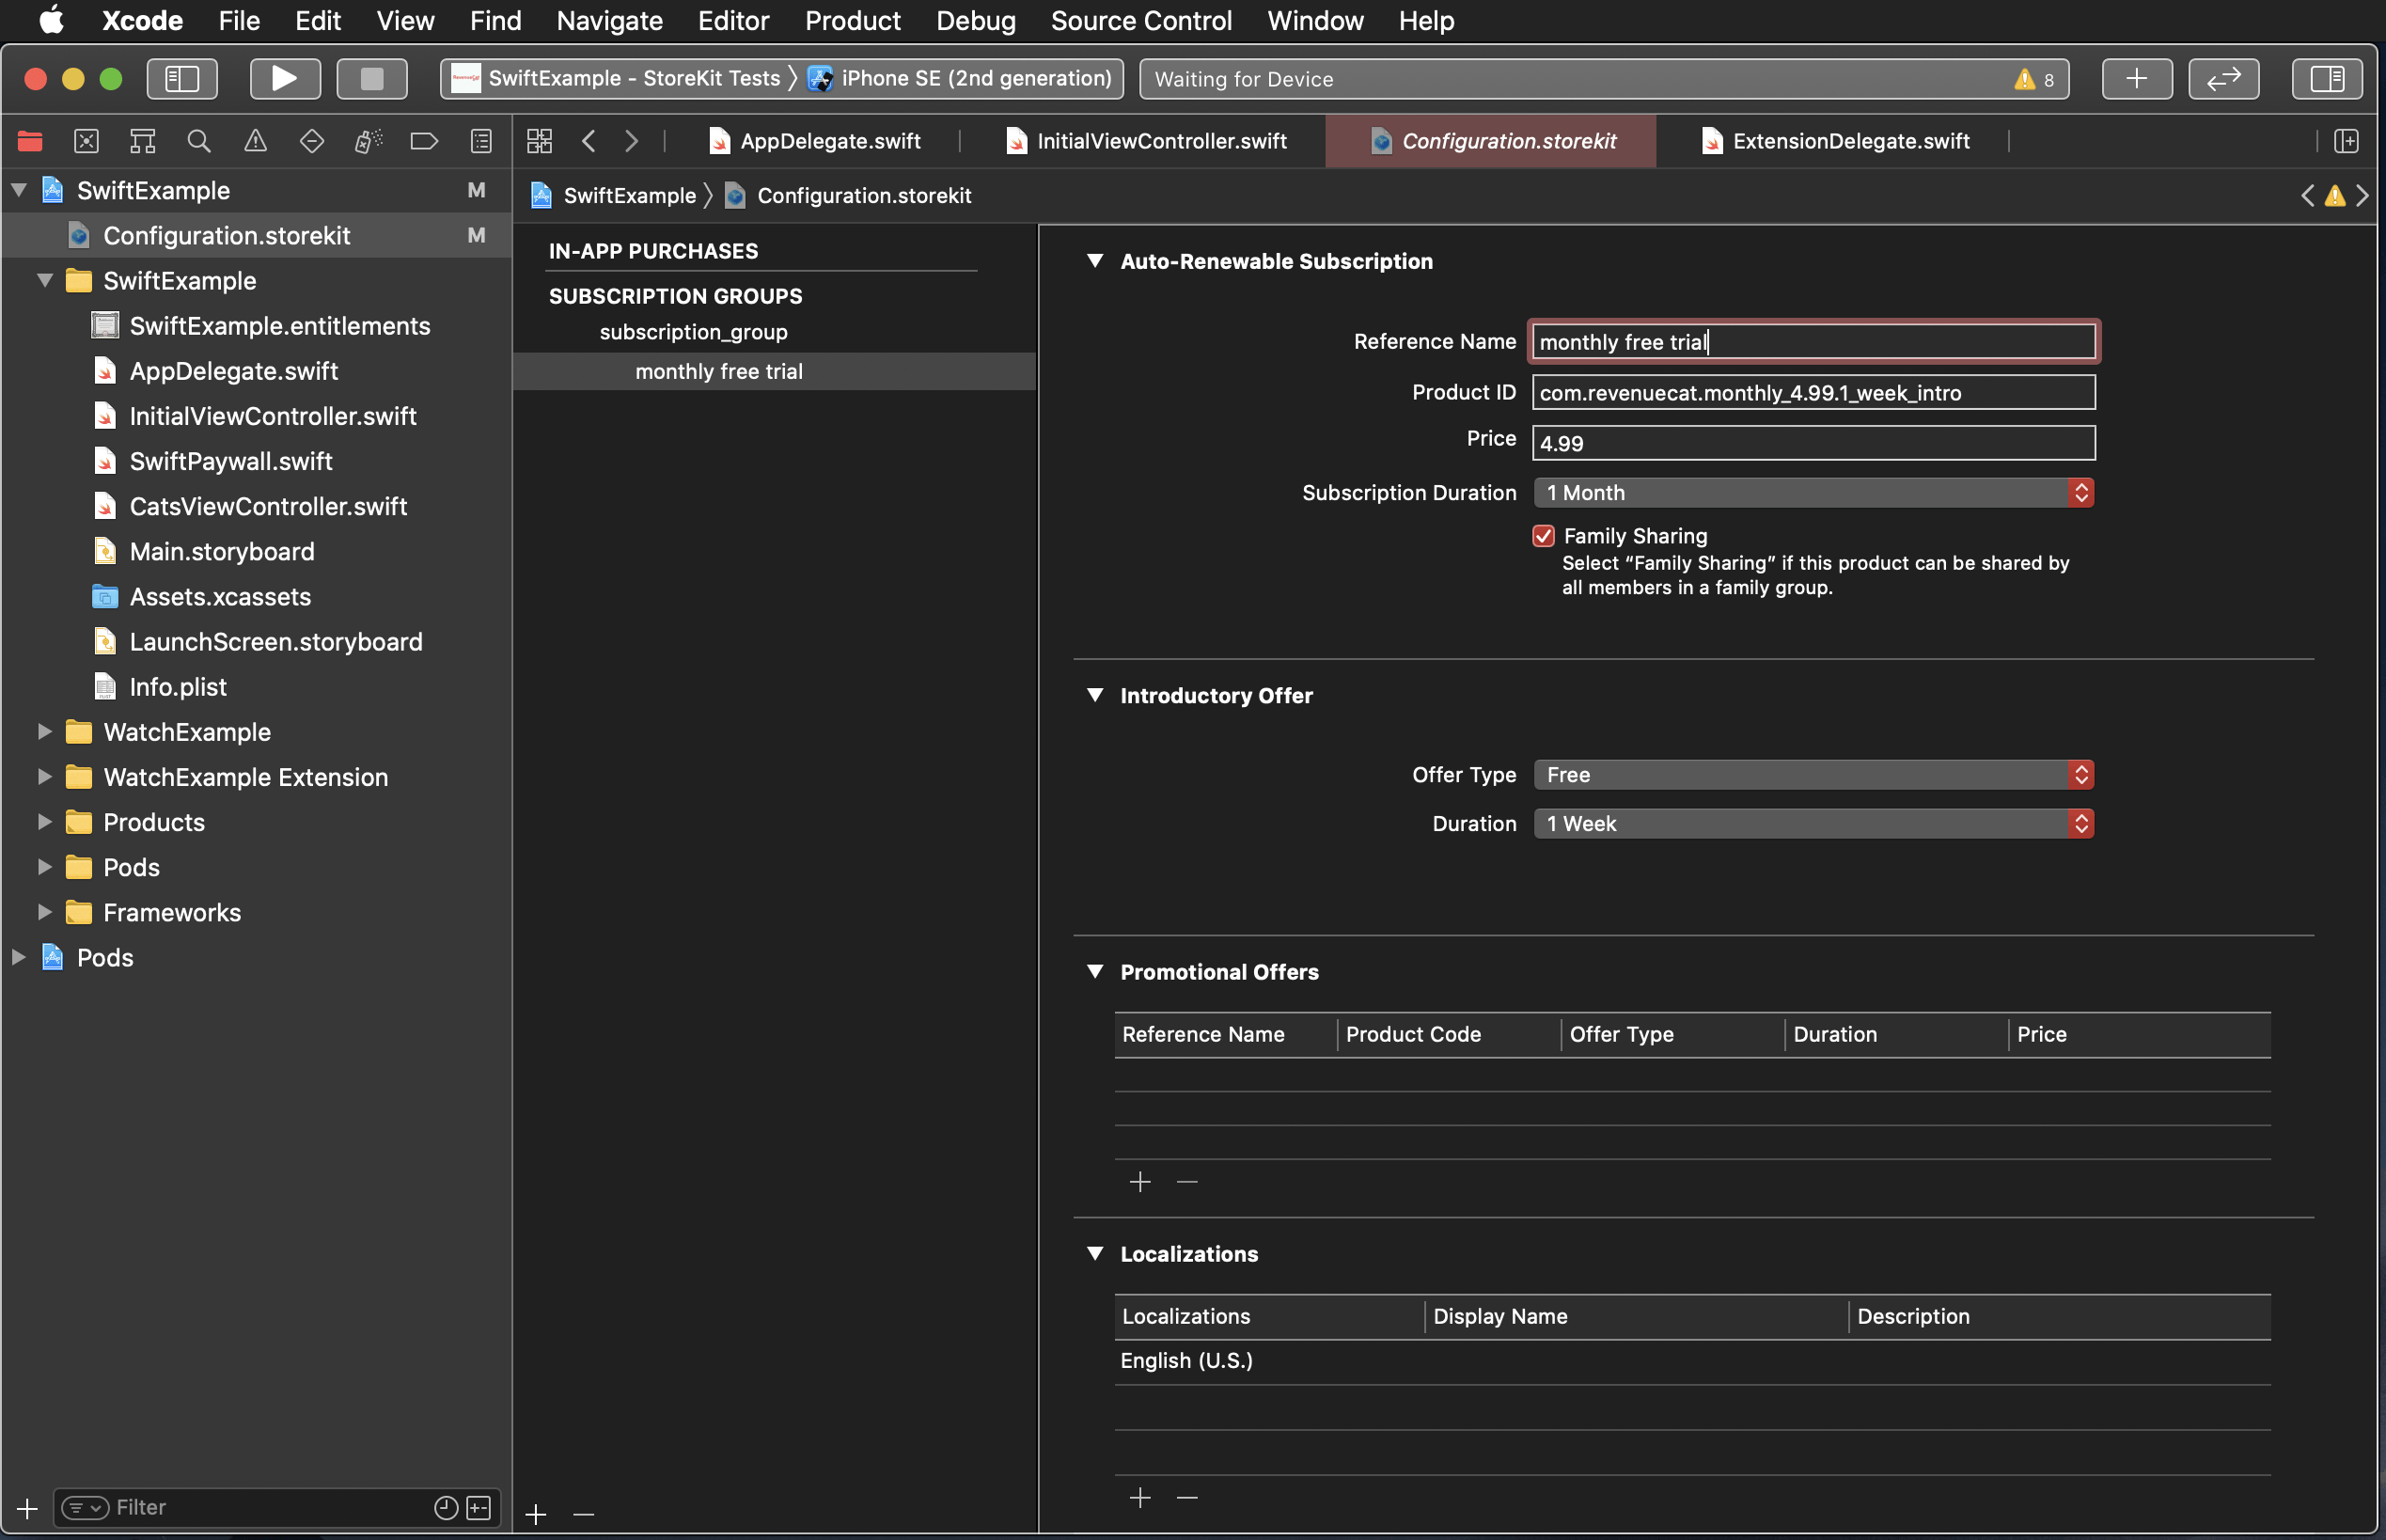 Xcode File Edit View Find Navigate Editor Product Debug Source Control Window Help
SwiftExample - StoreKit Tests 〉 iPhone SE (2nd generation)
Waiting for Device
8
AppDelegate.swift
InitialViewController.swift
Configuration.storekit
ExtensionDelegate.swift
SwiftExample 〉 Configuration.storekit
SwiftExample M
Configuration.storekit M
SwiftExample
SwiftExample.entitlements
AppDelegate.swift
InitialViewController.swift
SwiftPaywall.swift
CatsViewController.swift
Main.storyboard
Assets.xcassets
LaunchScreen.storyboard
Info.plist
WatchExample
WatchExample Extension
Products
Pods
Frameworks
Pods
Filter
IN-APP PURCHASES
SUBSCRIPTION GROUPS
subscription_group
monthly free trial
Auto-Renewable Subscription
Reference Name monthly free trial
Product ID com.revenuecat.monthly_4.99.1_week_intro
Price 4.99
Subscription Duration 1 Month
Family Sharing
Select “Family Sharing” if this product can be shared by
all members in a family group.
Introductory Offer
Offer Type Free
Duration 1 Week
Promotional Offers
Reference Name Product Code Offer Type Duration Price
Localizations
Localizations Display Name Description
English (U.S.)